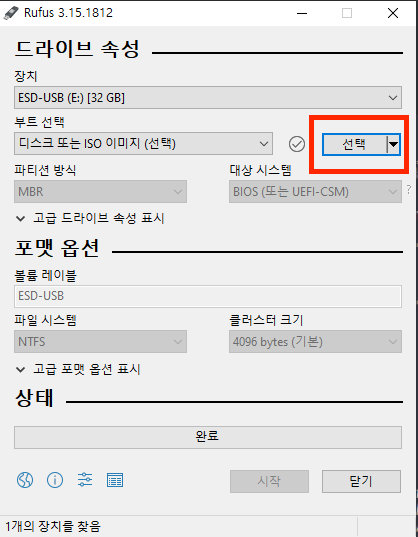 Rufus 3.15.1812
드라이브 속성
장치
ESD-USB (E:) [32 GB]
부트 선택
디스크 또는 ISO 이미지 (선택)
선택
파티션 방식
대상 시스템
MBR
BIOS (또는 UEFI-CSM)
?
고급 드라이브 속성 표시
포맷 옵션
볼륨 레이블
ESD-USB
파일 시스템
클러스터 크기
NTFS
4096 bytes (기본)
고급 포맷 옵션 표시
상태
완료
시작
닫기
1개의 장치를 찾음